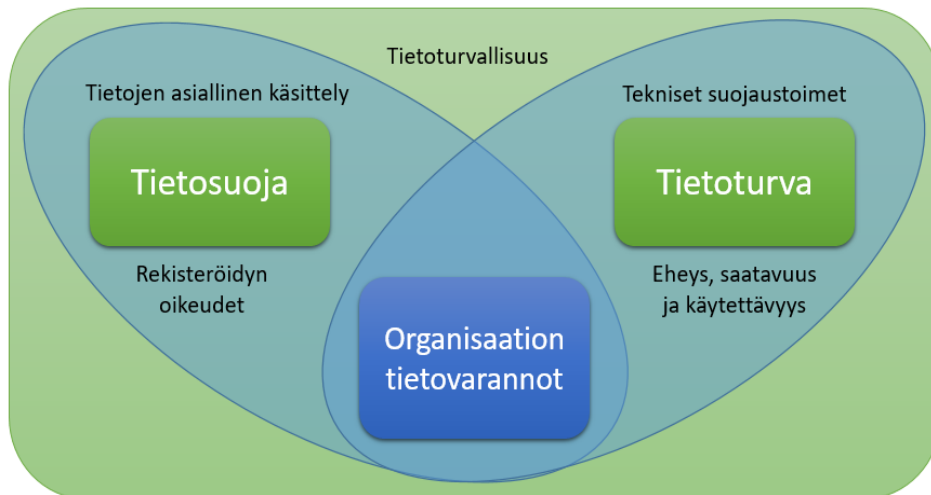 Tietoturvallisuus
Tietojen asiallinen käsittely
Tietosuoja
Rekisteröidyn
oikeudet
Tekniset suojaustoimet
Tietoturva
Eheys, saatavuus
ja käytettävyys
Organisaation
tietovarannot